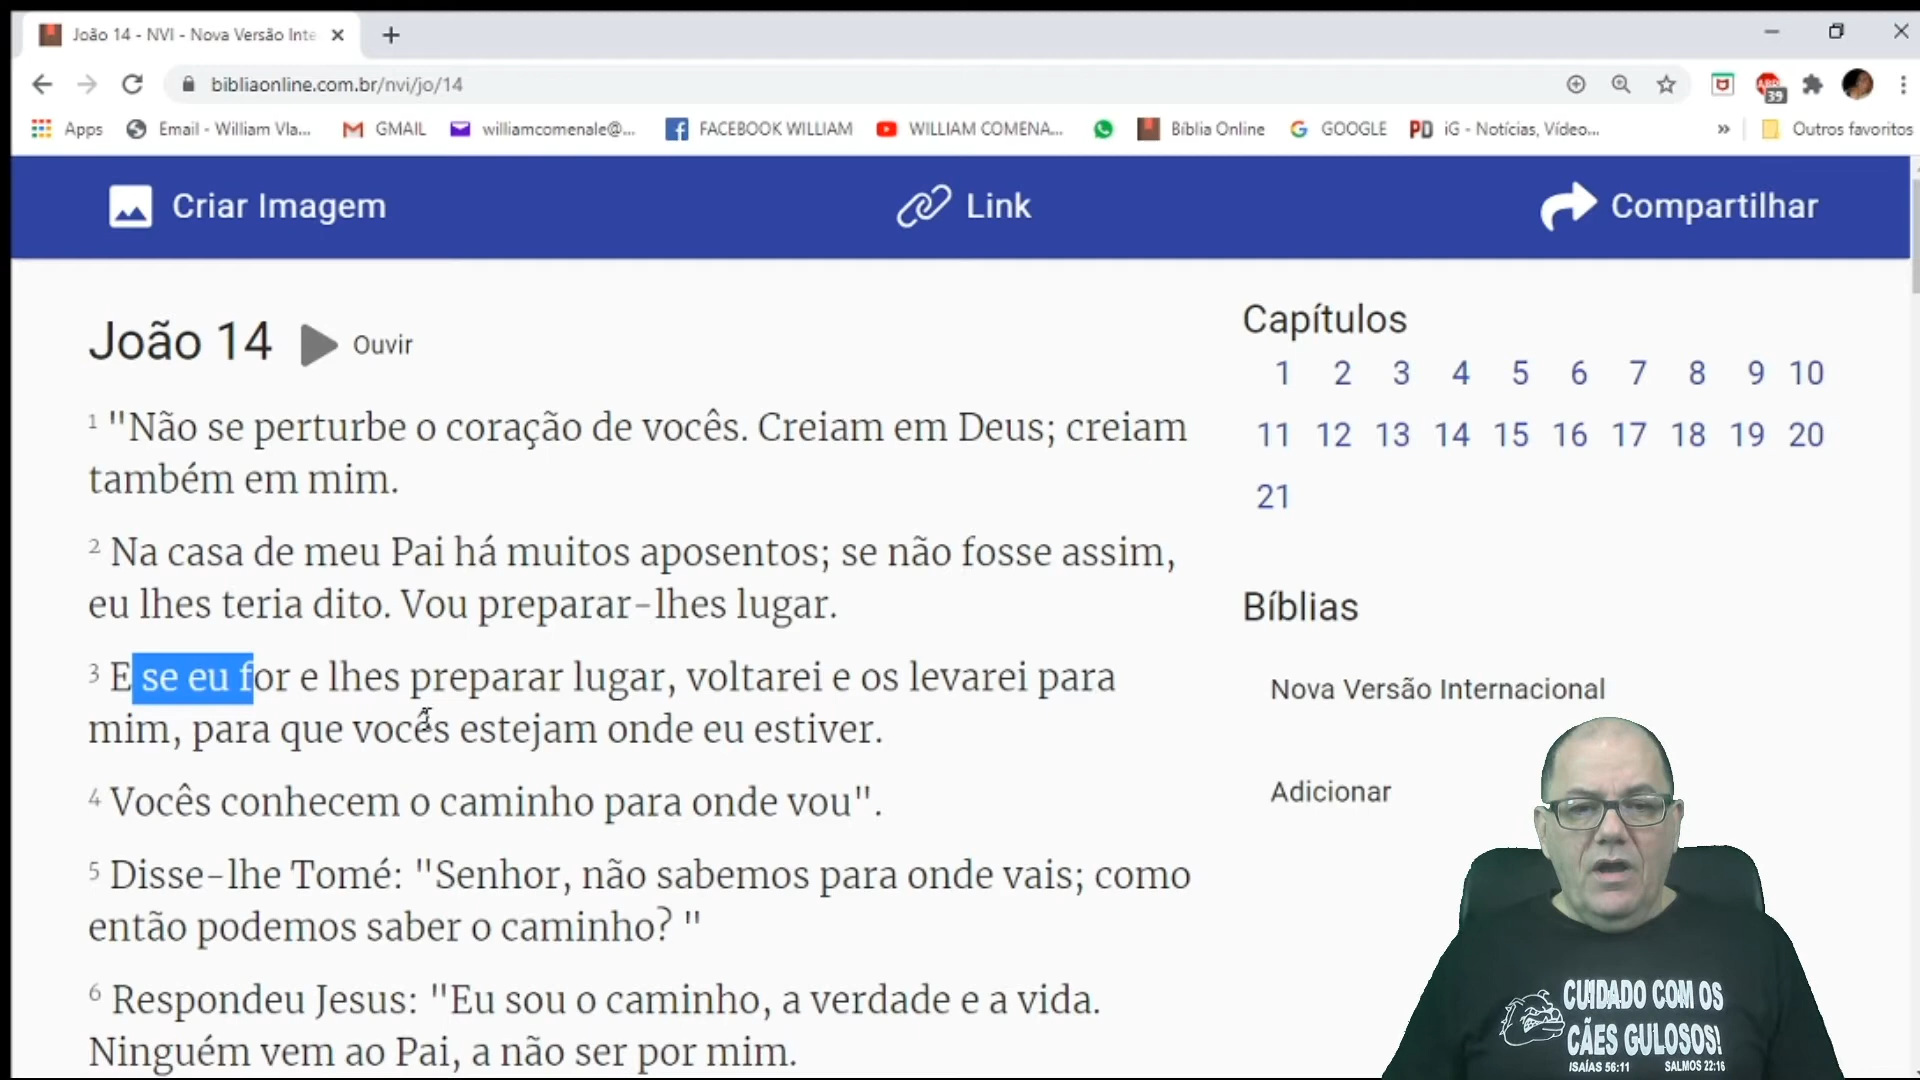 João 14 - NVI - Nova Versão Inte
bibliaonline.com.br/nvi/jo/14
39
Apps Email - William Vla... GMAIL williamcomenale@... FACEBOOK WILLIAM WILLIAM COMENA... Bíblia Online GOOGLE PD iG - Notícias, Vídeo... » Outros favoritos
Criar Imagem Link Compartilhar
João 14 Ouvir
1 "Não se perturbe o coração de vocês. Creiam em Deus; creiam
também em mim.
2 Na casa de meu Pai há muitos aposentos; se não fosse assim,
eu lhes teria dito. Vou preparar-lhes lugar.
3 E se eu for e lhes preparar lugar, voltarei e os levarei para
mim, para que vocês estejam onde eu estiver.
4 Vocês conhecem o caminho para onde vou".
5 Disse-lhe Tomé: "Senhor, não sabemos para onde vais; como
então podemos saber o caminho? "
6 Respondeu Jesus: "Eu sou o caminho, a verdade e a vida.
Ninguém vem ao Pai, a não ser por mim.
Capítulos
1 2 3 4 5 6 7 8 9 10
11 12 13 14 15 16 17 18 19 20
21
Bíblias
Nova Versão Internacional
Adicionar
CUIDADO COM OS
CÃES GULOSOS!
ISAÍAS 56:11 SALMOS 22:16